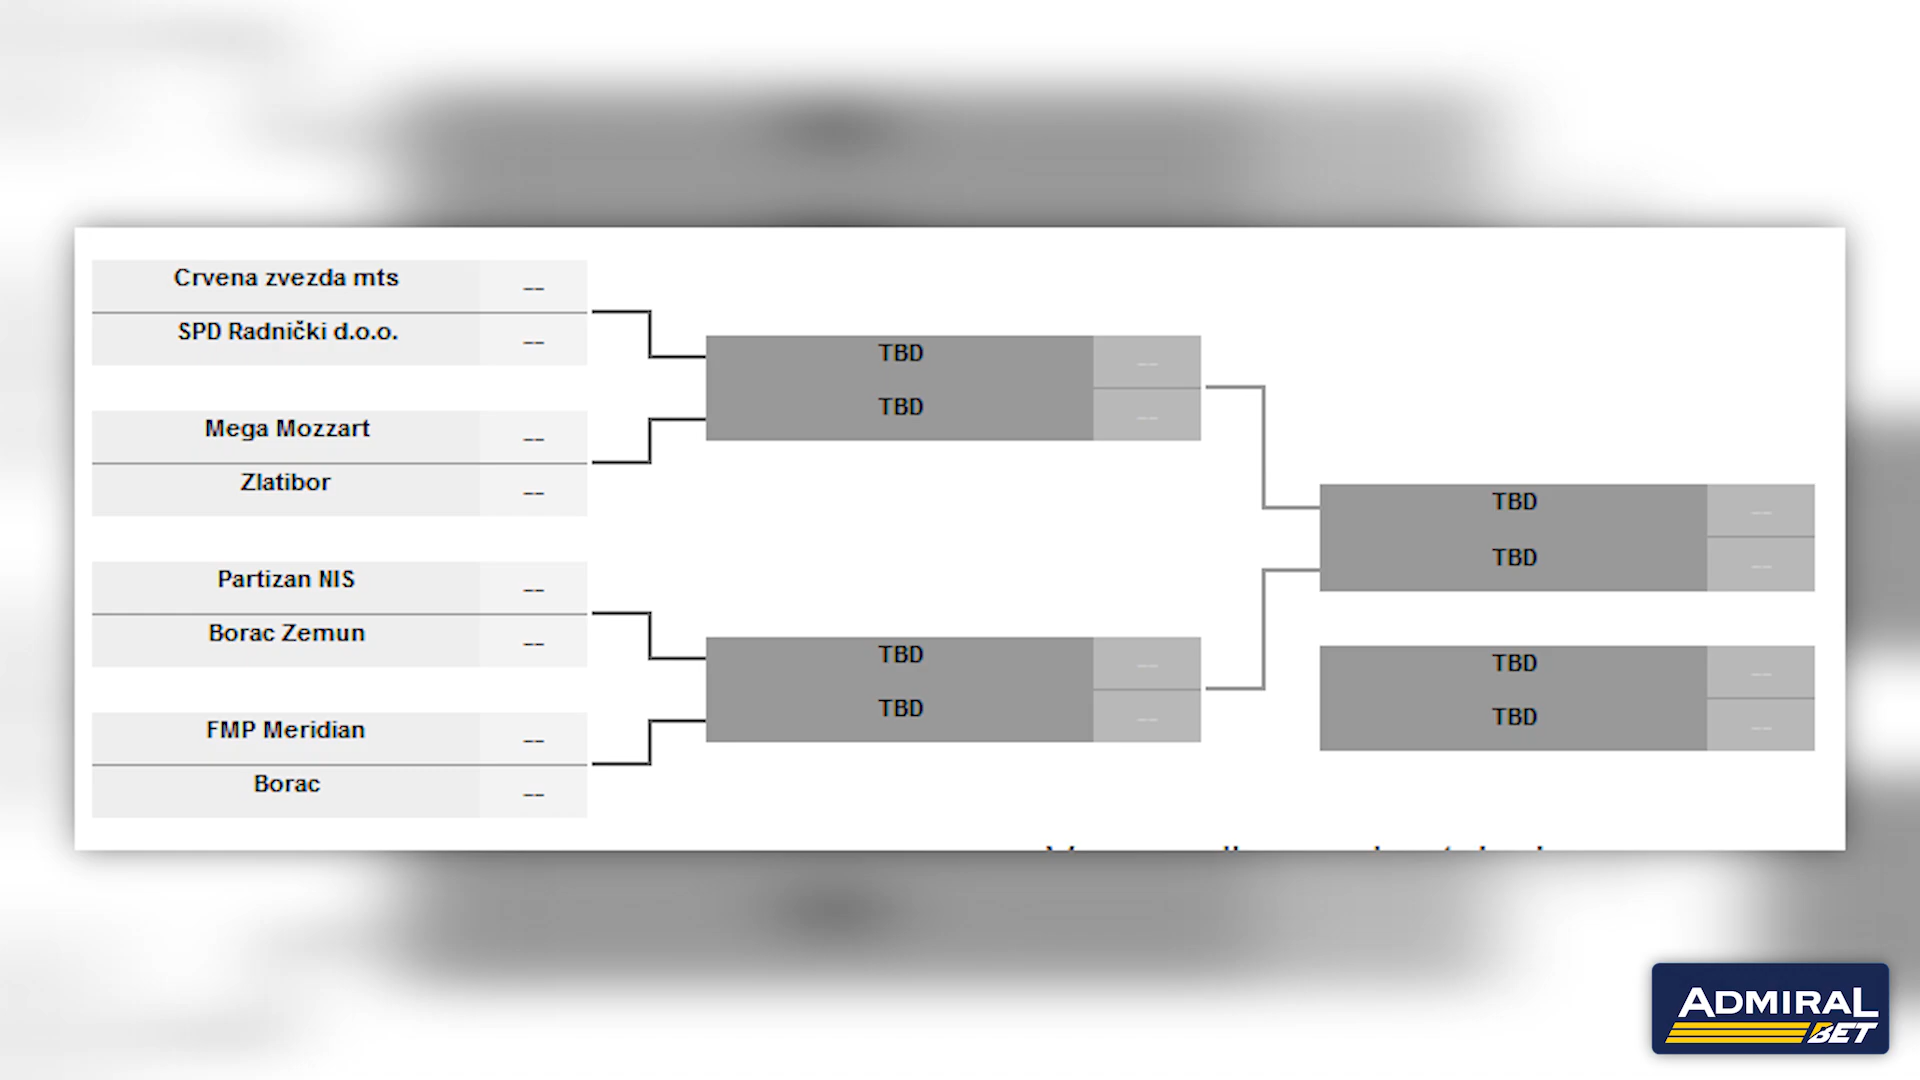 Crvena zvezda mts --
SPD Radnički d.o.o. --
Mega Mozzart --
Zlatibor --
Partizan NIS --
Borac Zemun --
FMP Meridian --
Borac --
TBD --
TBD --
TBD --
TBD --
TBD --
TBD --
TBD --
TBD --
ADMIRAL
BET